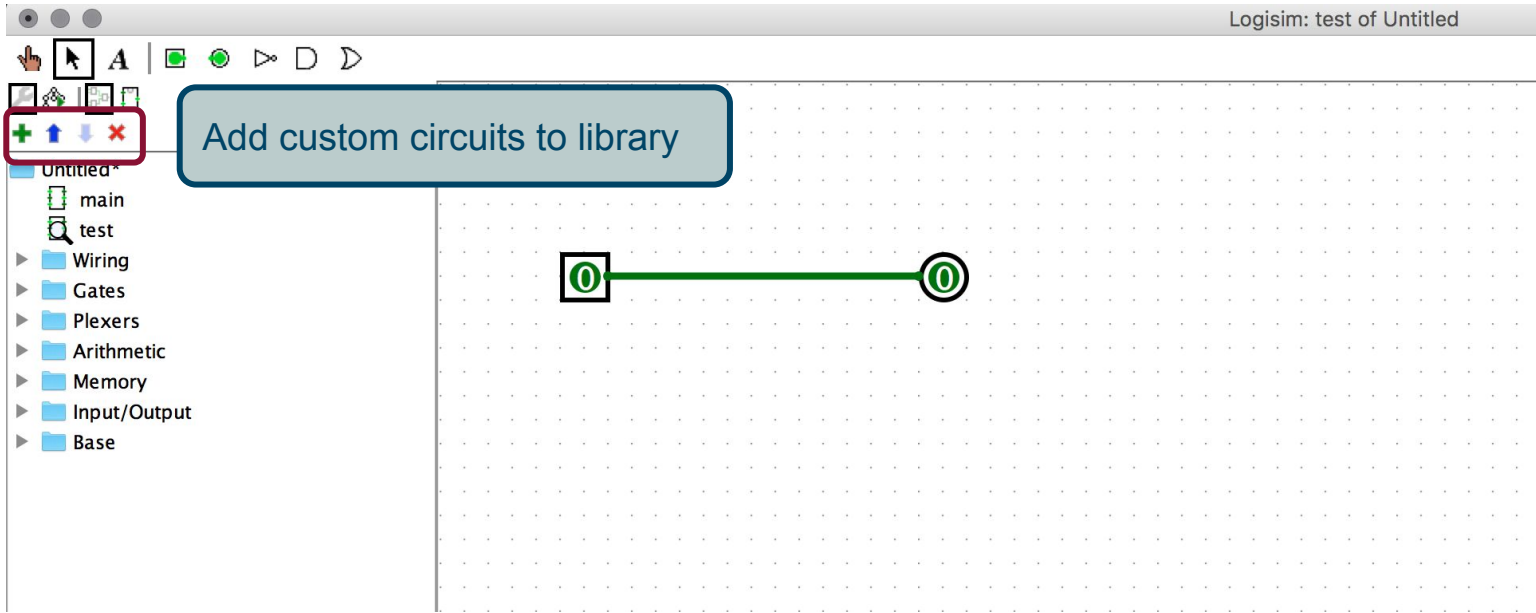 Logisim: test of Untitled
A
Add custom circuits to library
Untitled*
main
test
Wiring
Gates
Plexers
Arithmetic
Memory
Input/Output
Base
0 0